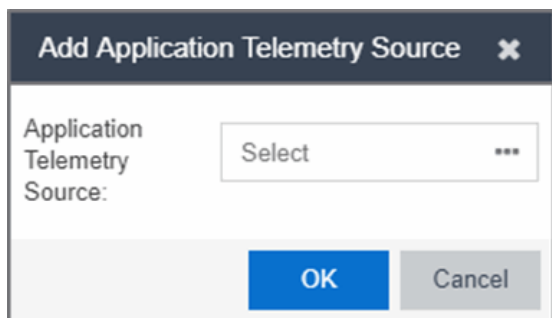 Add Application Telemetry Source
Application
Telemetry
Source:
Select
OK
Cancel